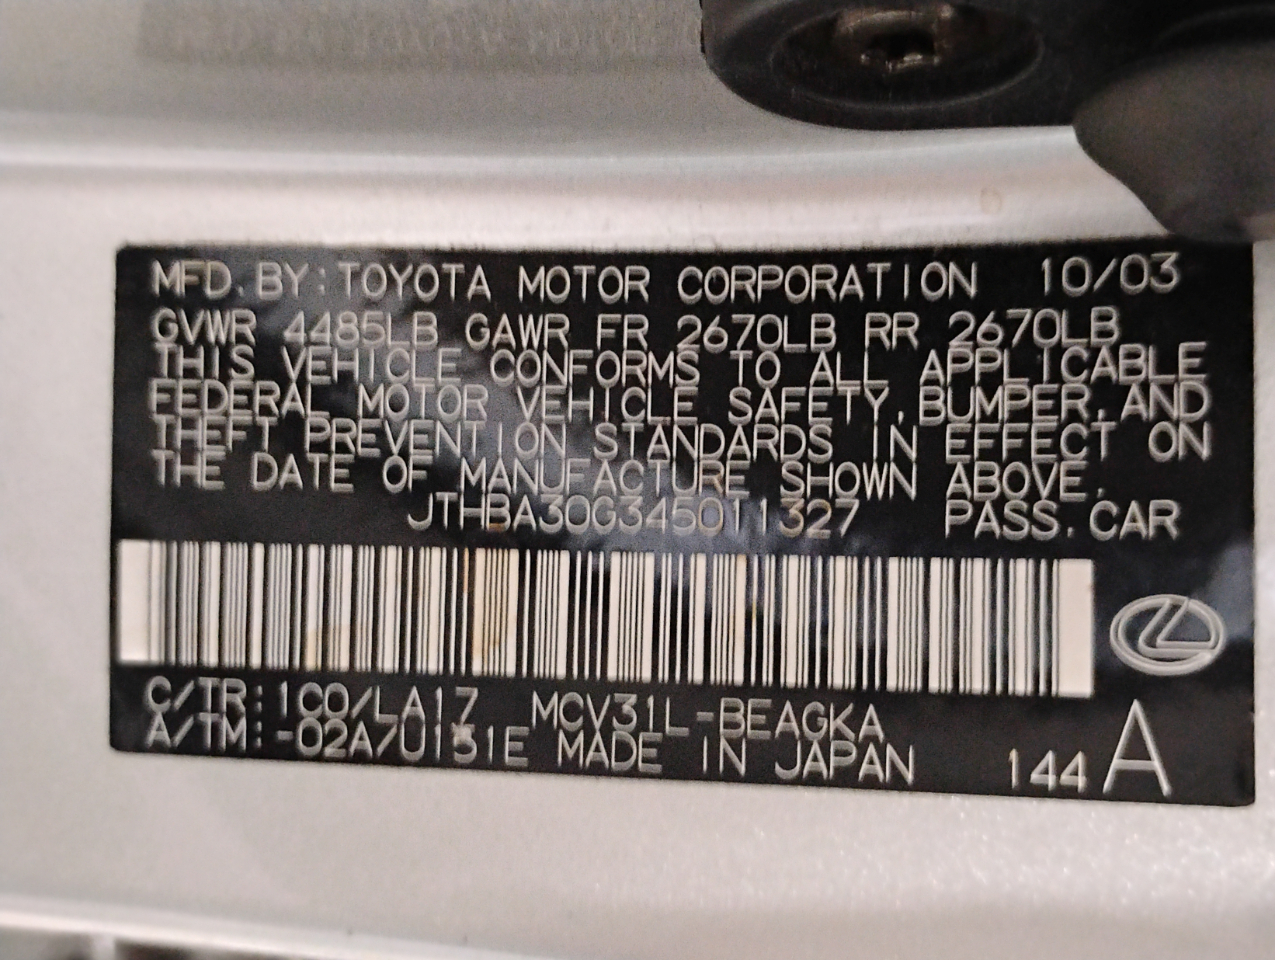 MFD. BY: TOYOTA MOTOR CORPORATION 10/03
GVWR 4485LB GAWR FR 2670LB RR 2670LB
THIS VEHICLE CONFORMS TO ALL APPLICABLE
FEDERAL MOTOR VEHICLE SAFETY, BUMPER, AND
THEFT PREVENTION STANDARDS IN EFFECT ON
THE DATE OF MANUFACTURE SHOWN ABOVE.
JTHBA30G345011327 PASS. CAR
C/TR: 1C0/LA17 MCV31L-BEAGKA
A/TM: -02A/U151E MADE IN JAPAN
144 A